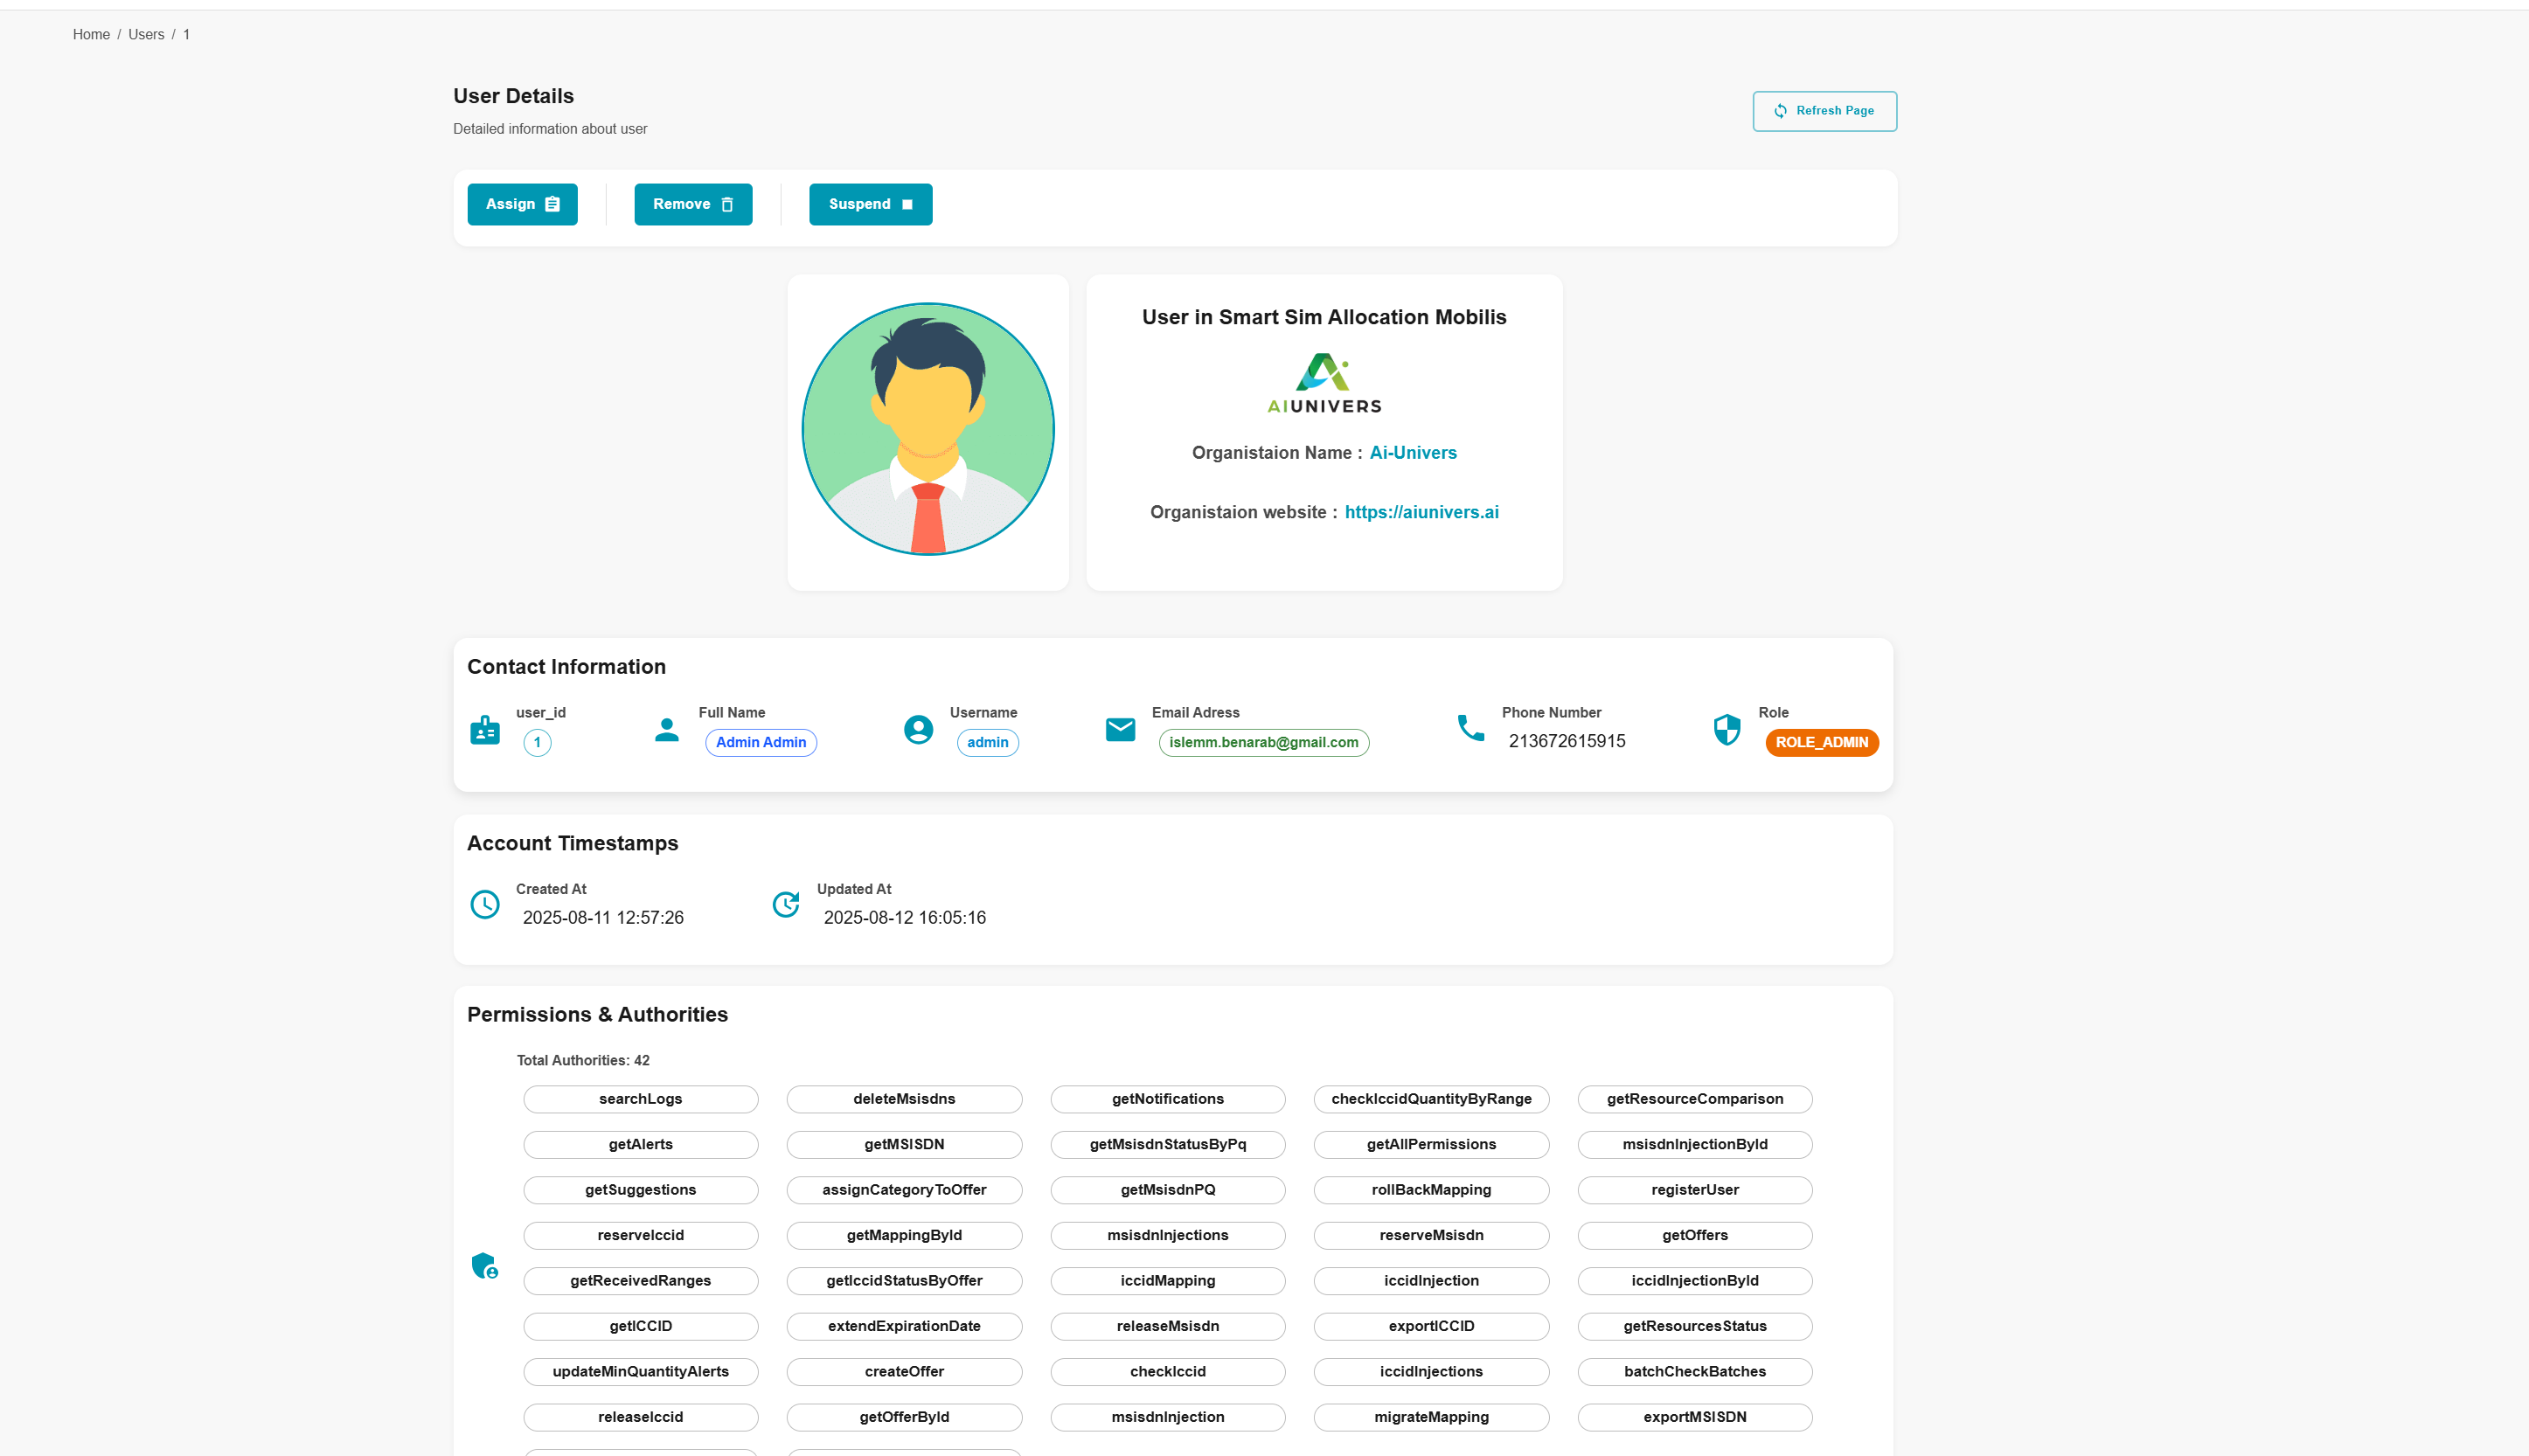 Home / Users / 1
User Details
Refresh Page
Detailed information about user
Assign
Remove
Suspend
User in Smart Sim Allocation Mobilis
AIUNIVERS
Organistaion Name : Ai-Univers
Organistaion website : https://aiunivers.ai
Contact Information
user_id
1
Full Name
Admin Admin
Username
admin
Email Adress
islemm.benarab@gmail.com
Phone Number
213672615915
Role
ROLE_ADMIN
Account Timestamps
Created At
2025-08-11 12:57:26
Updated At
2025-08-12 16:05:16
Permissions & Authorities
Total Authorities: 42
searchLogs deleteMsisdns getNotifications checkIccidQuantityByRange getResourceComparison
getAlerts getMSISDN getMsisdnStatusByPq getAllPermissions msisdnInjectionById
getSuggestions assignCategoryToOffer getMsisdnPQ rollBackMapping registerUser
reserveIccid getMappingById msisdnInjections reserveMsisdn getOffers
getReceivedRanges getIccidStatusByOffer iccidMapping iccidInjection iccidInjectionById
getICCID extendExpirationDate releaseMsisdn exportICCID getResourcesStatus
updateMinQuantityAlerts createOffer checkIccid iccidInjections batchCheckBatches
releaseIccid getOfferById msisdnInjection migrateMapping exportMSISDN